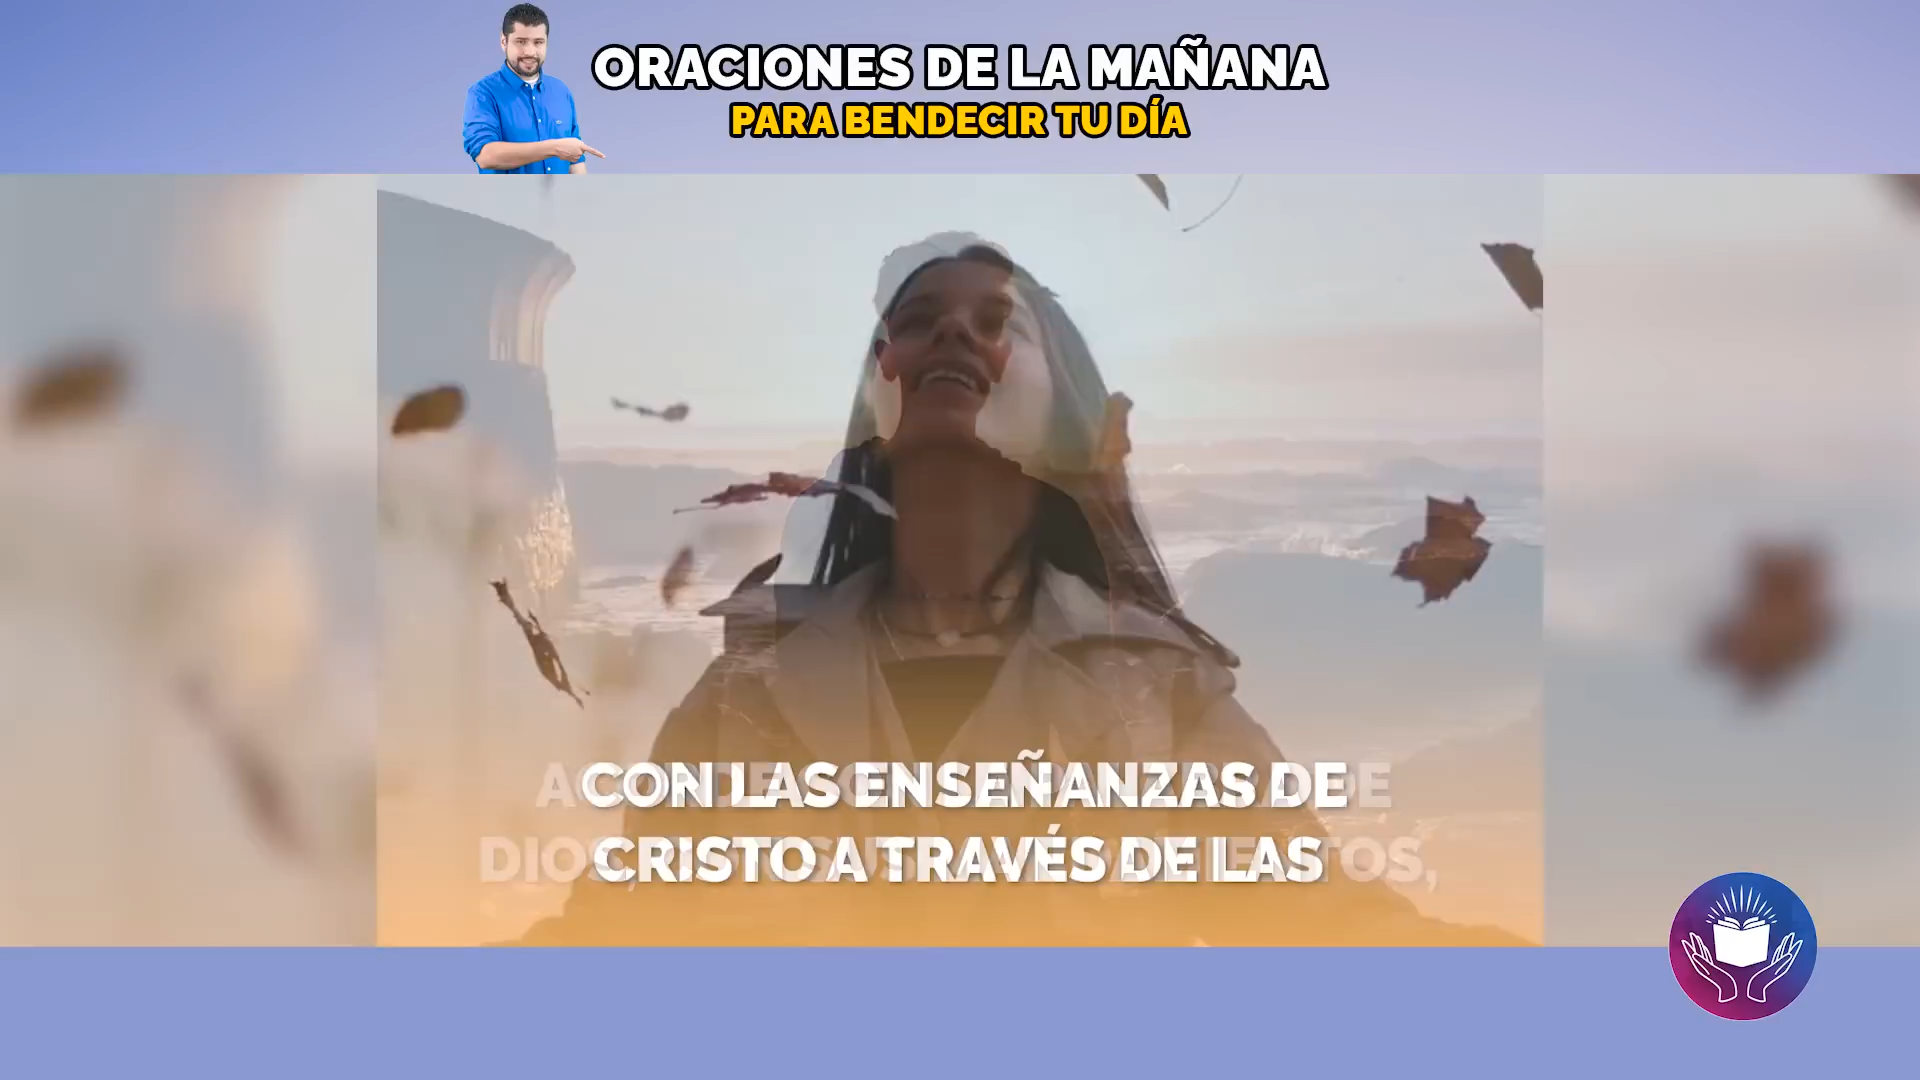 ORACIONES DE LA MAÑANA
PARA BENDECIR TU DÍA
CON LAS ENSEÑANZAS DE
CRISTO A TRAVÉS DE LAS